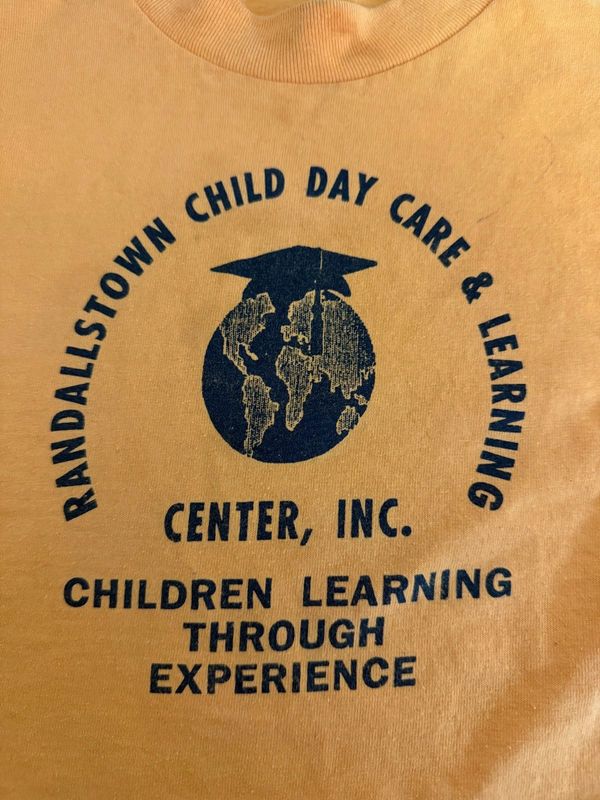 RANDALLSTOWN CHILD DAY CARE & LEARNING
CENTER, INC.
CHILDREN LEARNING
THROUGH
EXPERIENCE